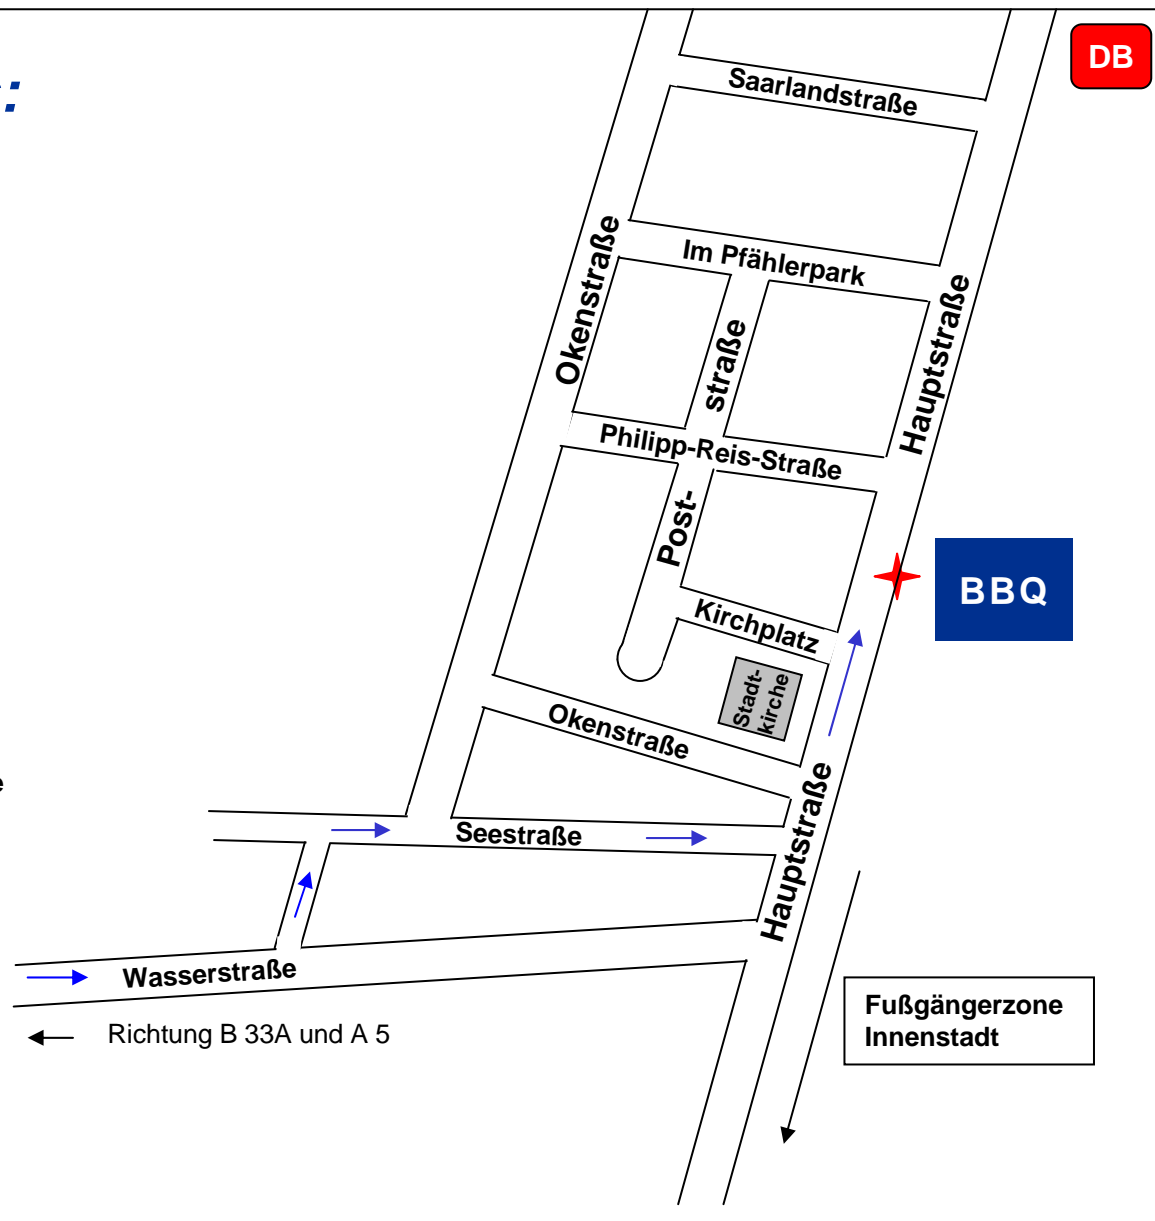 DB
:
Saarlandstraße
Im Pfählerpark
Okenstraße
Hauptstraße
straße
Philipp-Reis-Straße
Post-
BBQ
Kirchplatz
Stadt-
kirche
Okenstraße
e
Hauptstraße
Seestraße
Wasserstraße
Fußgängerzone
Innenstadt
Richtung B 33A und A 5